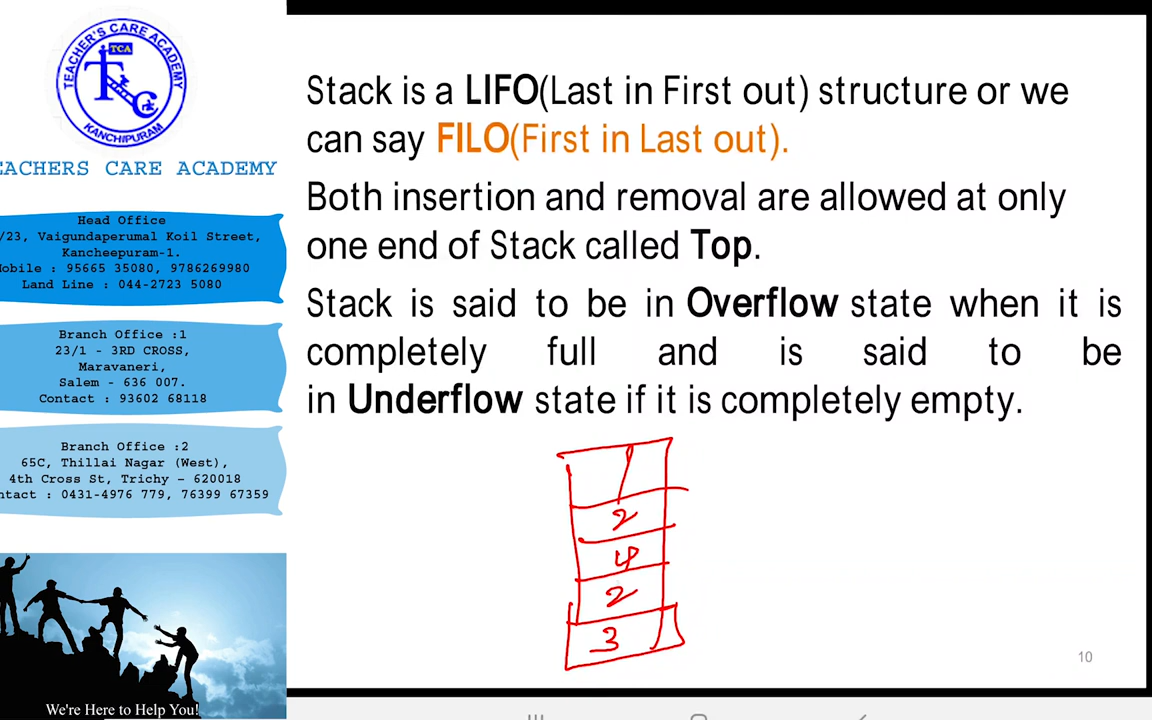 TEACHER'S CARE ACADEMY
TCA
KANCHIPURAM
EACHERS CARE ACADEMY
Head Office
/23, Vaigundaperumal Koil Street,
Kancheepuram-1.
obile : 95665 35080, 9786269980
Land Line : 044-2723 5080
Branch Office :1
23/1 - 3RD CROSS,
Maravaneri,
Salem - 636 007.
Contact : 93602 68118
Branch Office :2
65C, Thillai Nagar (West),
4th Cross St, Trichy – 620018
ntact : 0431-4976 779, 76399 67359
We're Here to Help You!
Stack is a LIFO(Last in First out) structure or we
can say FILO(First in Last out).
Both insertion and removal are allowed at only
one end of Stack called Top.
Stack is said to be in Overflow state when it is
completely full and is said to be
in Underflow state if it is completely empty.
1
2
4
2
3
10